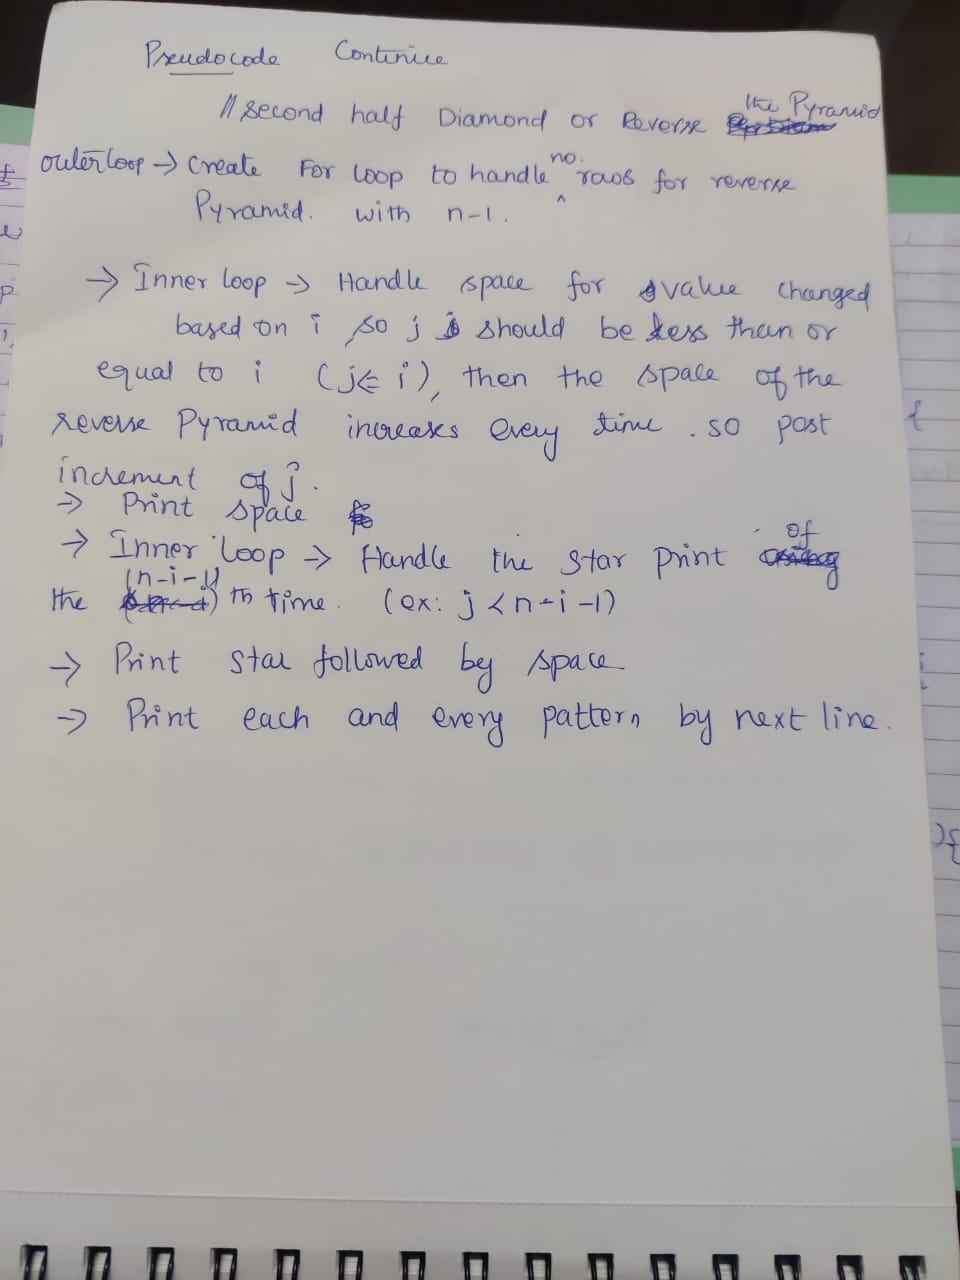 Pseudocode Continue
// second half Diamond or Reverse the Pyramid
outerloop → Create For loop to handle no. raos for reverse
Pyramid. with n-1.
→ Inner loop → Handle space for value changed
based on i so j should be less than or
equal to i (j<= i), then the space of the
reverse Pyramid increases every time . so post
increment of j.
→ Print space
→ Inner loop → Handle the star print of
the (n-i-1) th time. (ex: j < n-i-1)
→ Print star followed by space
→ Print each and every pattern by next line.